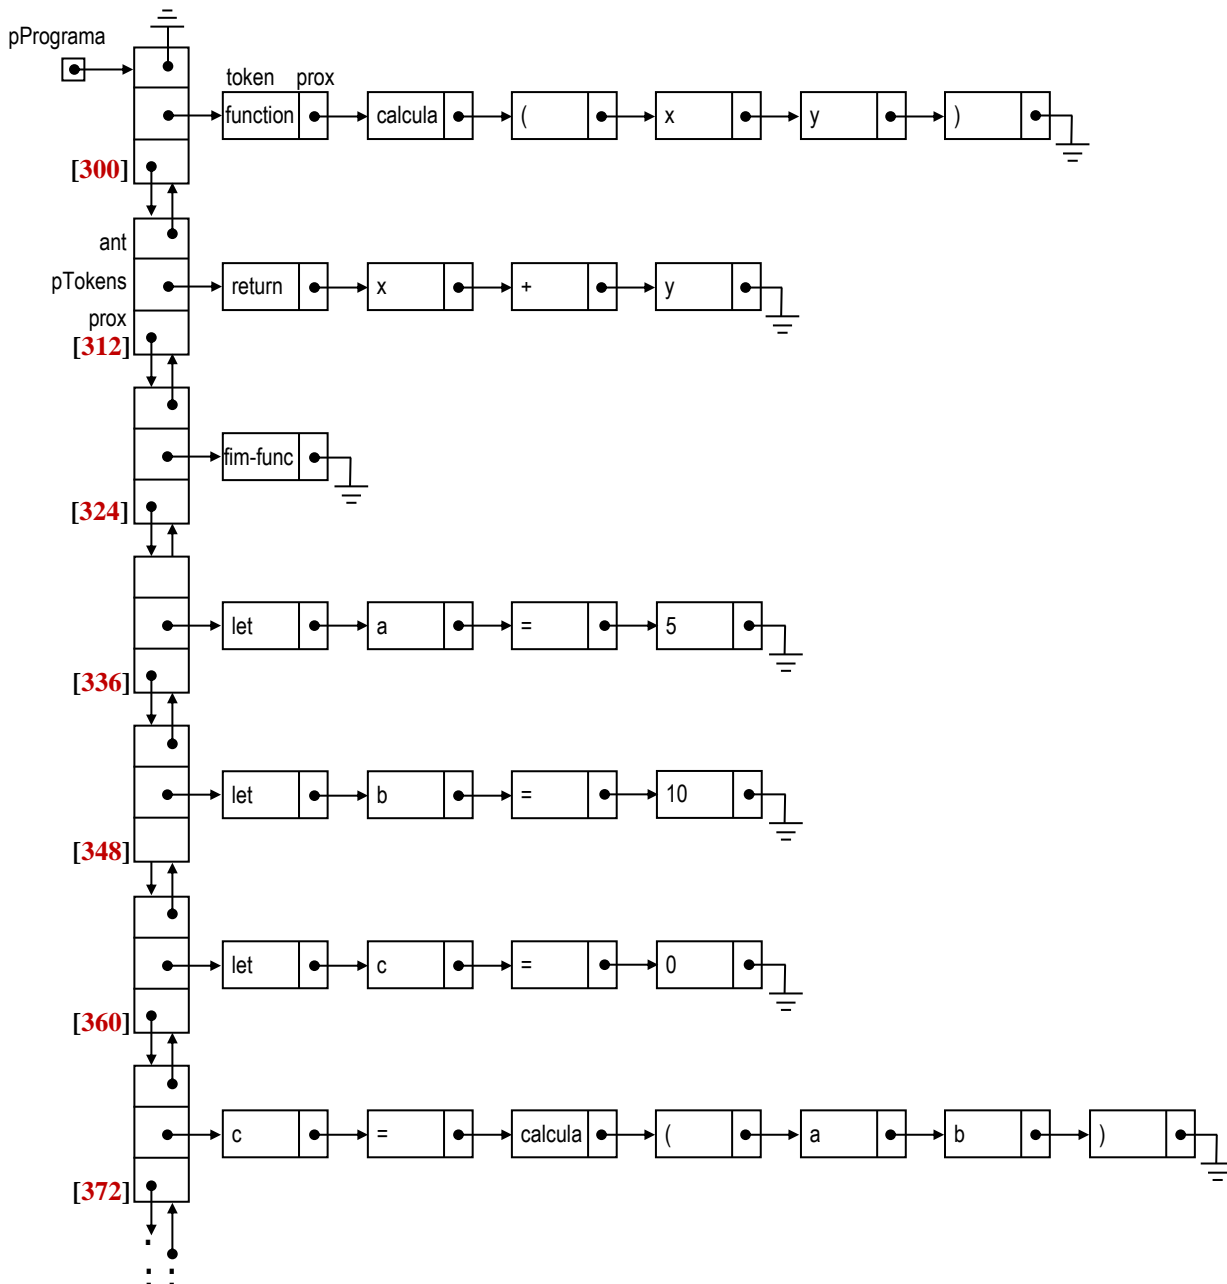 pPrograma
token prox
function calcula ( x y )
[300]
ant
pTokens
return x + y
prox
[312]
fim-func
[324]
let a = 5
[336]
let b = 10
[348]
let c = 0
[360]
c = calcula ( a b )
[372]